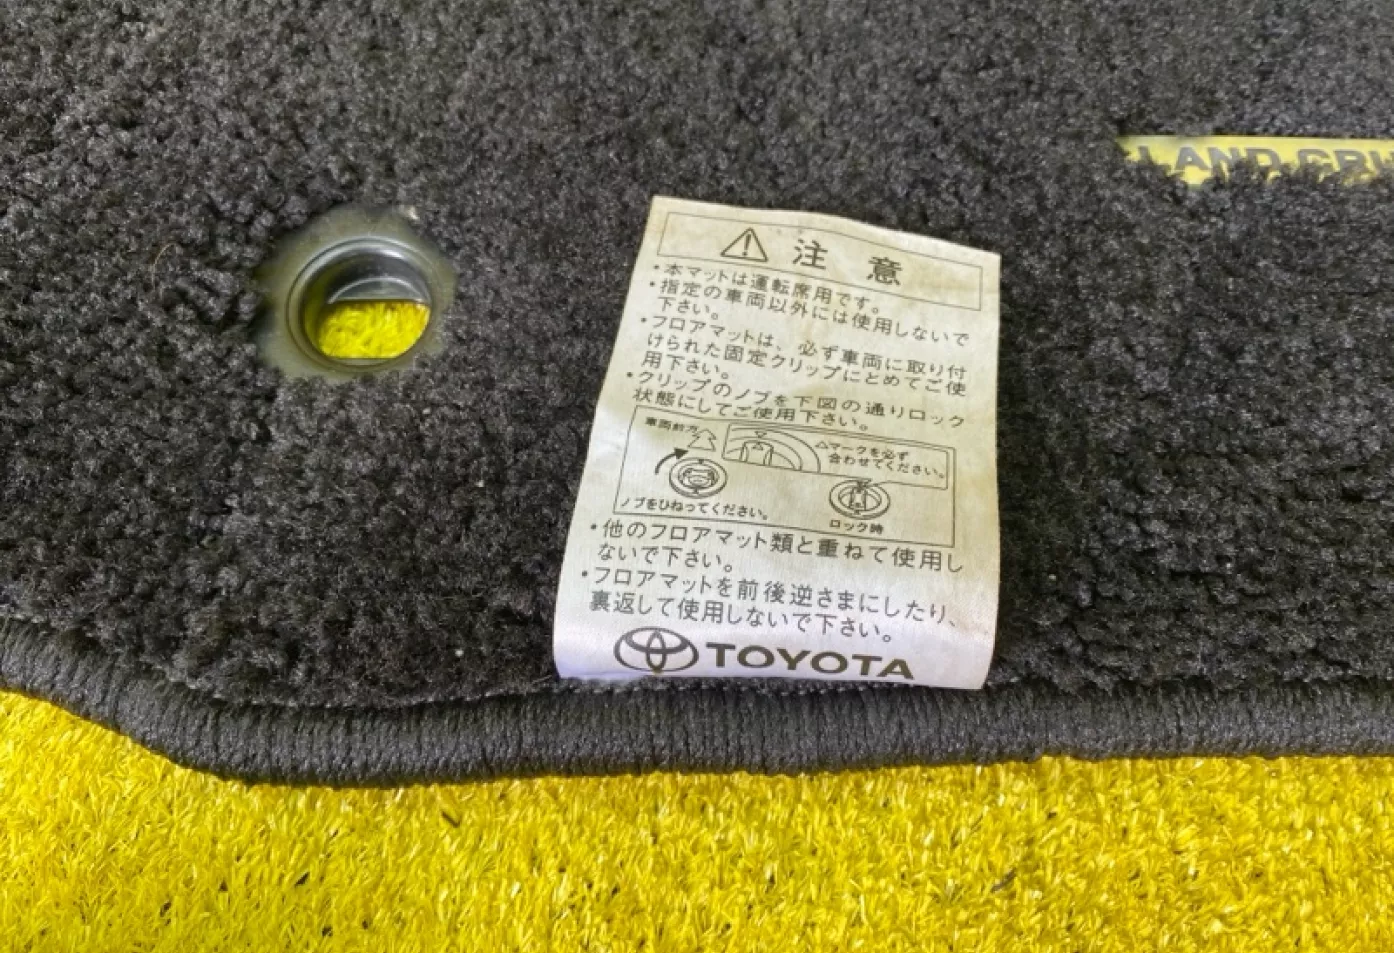 LAND CRU
⚠ 注 意
・本マットは運転席用です。
・指定の車両以外には使用しないで
下さい。
・フロアマットは、必ず車両に取り付
けられた固定クリップにとめてご使
用下さい。
・クリップのノブを下図の通りロック
状態にしてご使用下さい。
車両前方
△マークを必ず
合わせてください。
ノブをひねってください。
ロック時
・他のフロアマット類と重ねて使用し
ないで下さい。
・フロアマットを前後逆さまにしたり、
裏返して使用しないで下さい。
TOYOTA